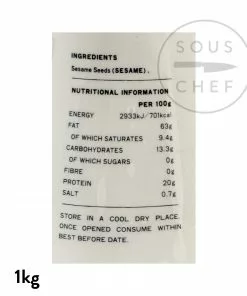 SOUS
CHEF
INGREDIENTS
Sesame Seeds (SESAME).
NUTRITIONAL INFORMATION
PER 100g
ENERGY 2933kJ/701kcal
FAT 63g
OF WHICH SATURATES 9.4g
CARBOHYDRATES 13.3g
OF WHICH SUGARS 0g
FIBRE 0g
PROTEIN 20g
SALT 0.7g
STORE IN A COOL DRY PLACE.
ONCE OPENED CONSUME WITHIN
BEST BEFORE DATE.
1kg